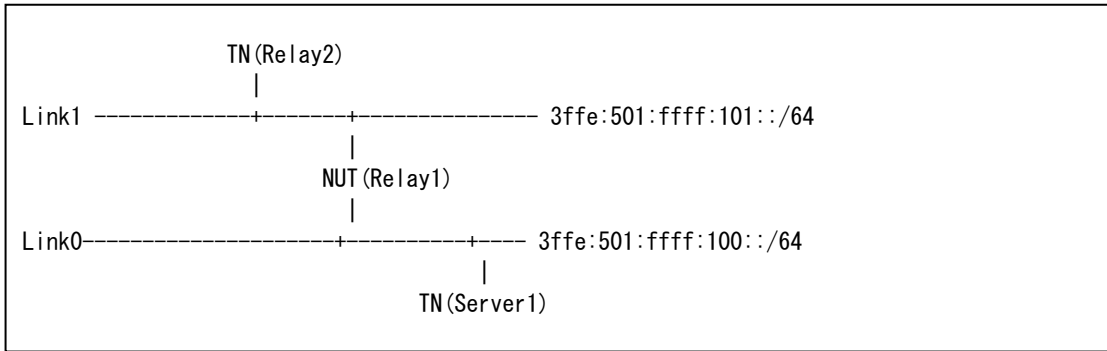 TN(Relay2)
|
Link1 -------------+-------+--------------- 3ffe:501:ffff:101::/64
|
NUT(Relay1)
|
Link0---------------------+----------+---- 3ffe:501:ffff:100::/64
|
TN(Server1)